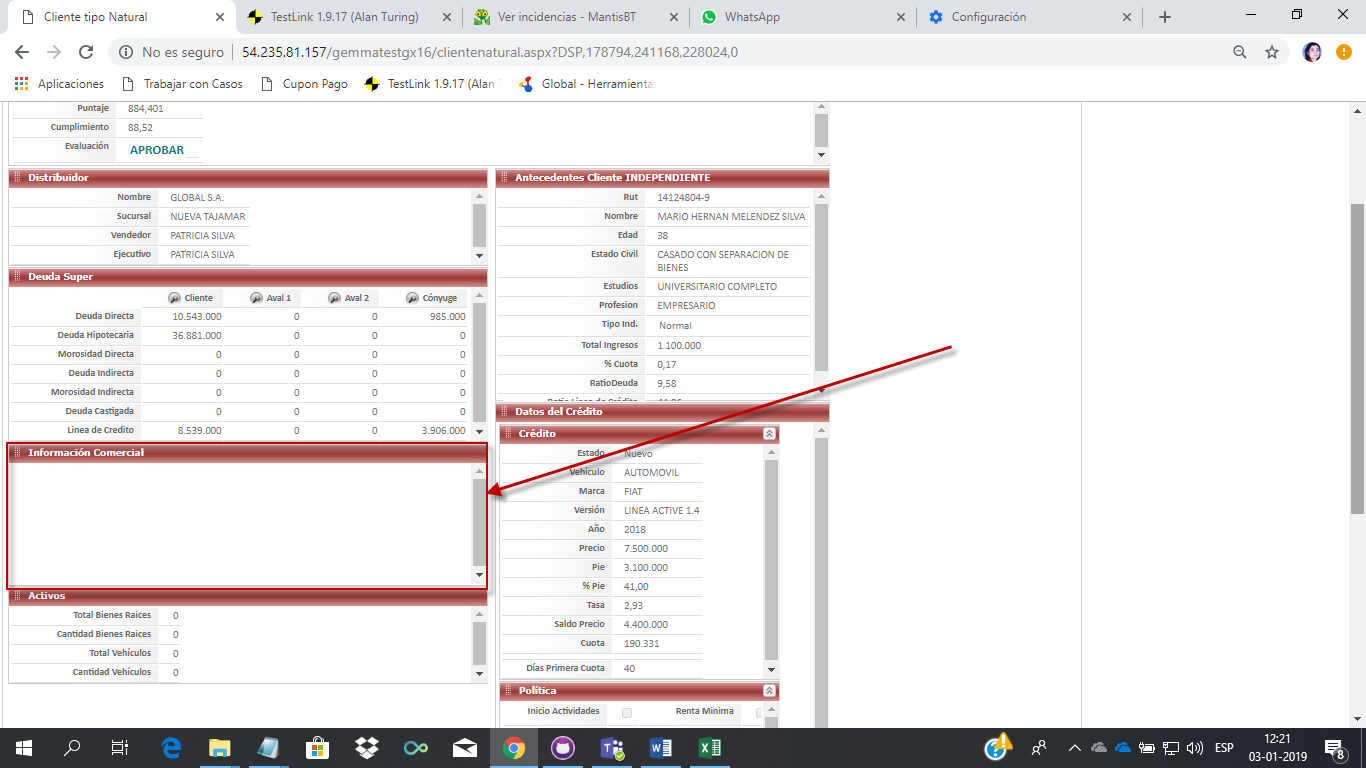 Cliente tipo Natural
TestLink 1.9.17 (Alan Turing)
Ver incidencias - MantisBT
WhatsApp
Configuración
No es seguro
54.235.81.157/gemmatestgx16/clientenatural.aspx?DSP,178794,241168,228024,0
Aplicaciones
Trabajar con Casos
Cupon Pago
TestLink 1.9.17 (Alan
Global - Herramienta
Puntaje 884,401
Cumplimiento 88,52
Evaluación APROBAR
Distribuidor
Nombre GLOBAL S.A.
Sucursal NUEVA TAJAMAR
Vendedor PATRICIA SILVA
Ejecutivo PATRICIA SILVA
Deuda Super
Cliente Aval 1 Aval 2 Cónyuge
Deuda Directa 10.543.000 0 0 985.000
Deuda Hipotecaria 36.881.000 0 0 0
Morosidad Directa 0 0 0 0
Deuda Indirecta 0 0 0 0
Morosidad Indirecta 0 0 0 0
Deuda Castigada 0 0 0 0
Linea de Credito 8.539.000 0 0 3.906.000
Información Comercial
Activos
Total Bienes Raices 0
Cantidad Bienes Raices 0
Total Vehículos 0
Cantidad Vehículos 0
Antecedentes Cliente INDEPENDIENTE
Rut 14124804-9
Nombre MARIO HERNAN MELENDEZ SILVA
Edad 38
Estado Civil CASADO CON SEPARACION DE
BIENES
Estudios UNIVERSITARIO COMPLETO
Profesion EMPRESARIO
Tipo Ind. Normal
Total Ingresos 1.100.000
% Cuota 0,17
RatioDeuda 9,58
Datos del Crédito
Crédito
Estado Nuevo
Vehículo AUTOMOVIL
Marca FIAT
Versión LINEA ACTIVE 1.4
Año 2018
Precio 7.500.000
Pie 3.100.000
% Pie 41,00
Tasa 2,93
Saldo Precio 4.400.000
Cuota 190.331
Días Primera Cuota 40
Política
Inicio Actividades Renta Minima
ESP
12:21
03-01-2019
8